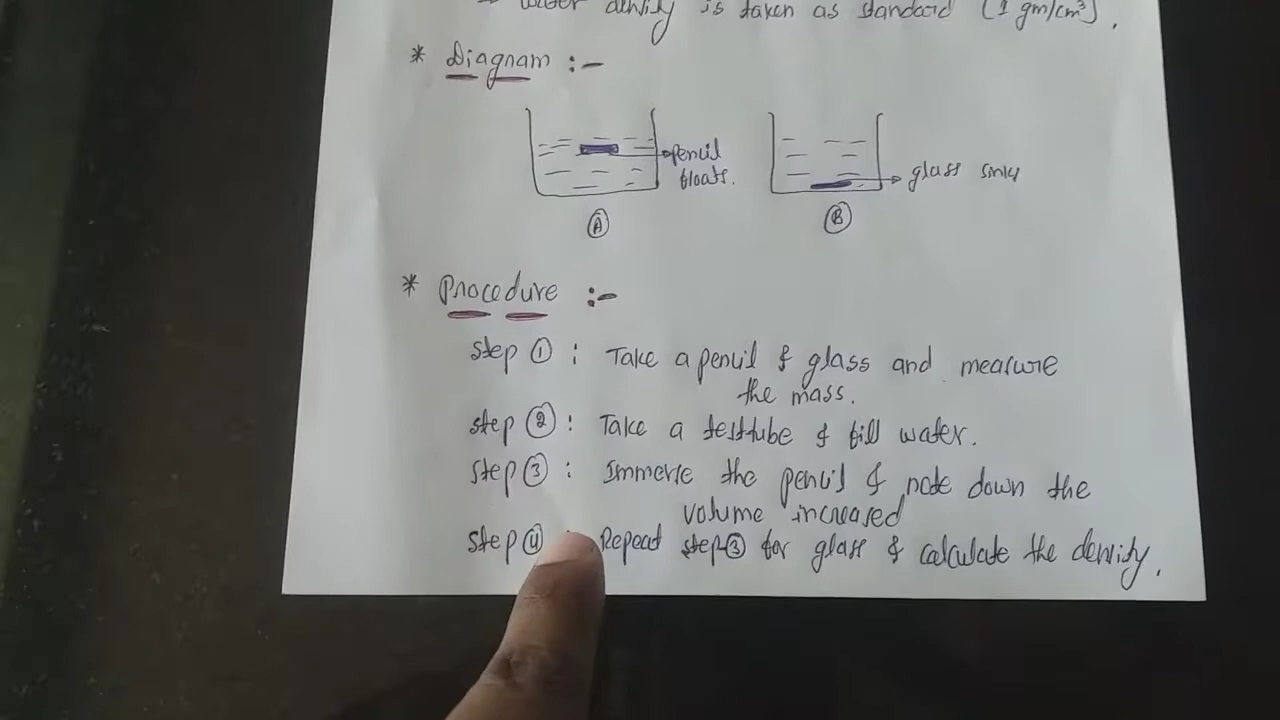 → water density is taken as standard (1 gm/cm³).
* Diagram :-
pencil floats.
glass sinks
A
B
* Procedure :-
step 1 : Take a pencil & glass and measure
the mass.
step 2 : Take a testtube & fill water.
step 3 : Immerse the pencil & note down the
volume increased
step 4 : Repeat step-3 for glass & calculate the density.